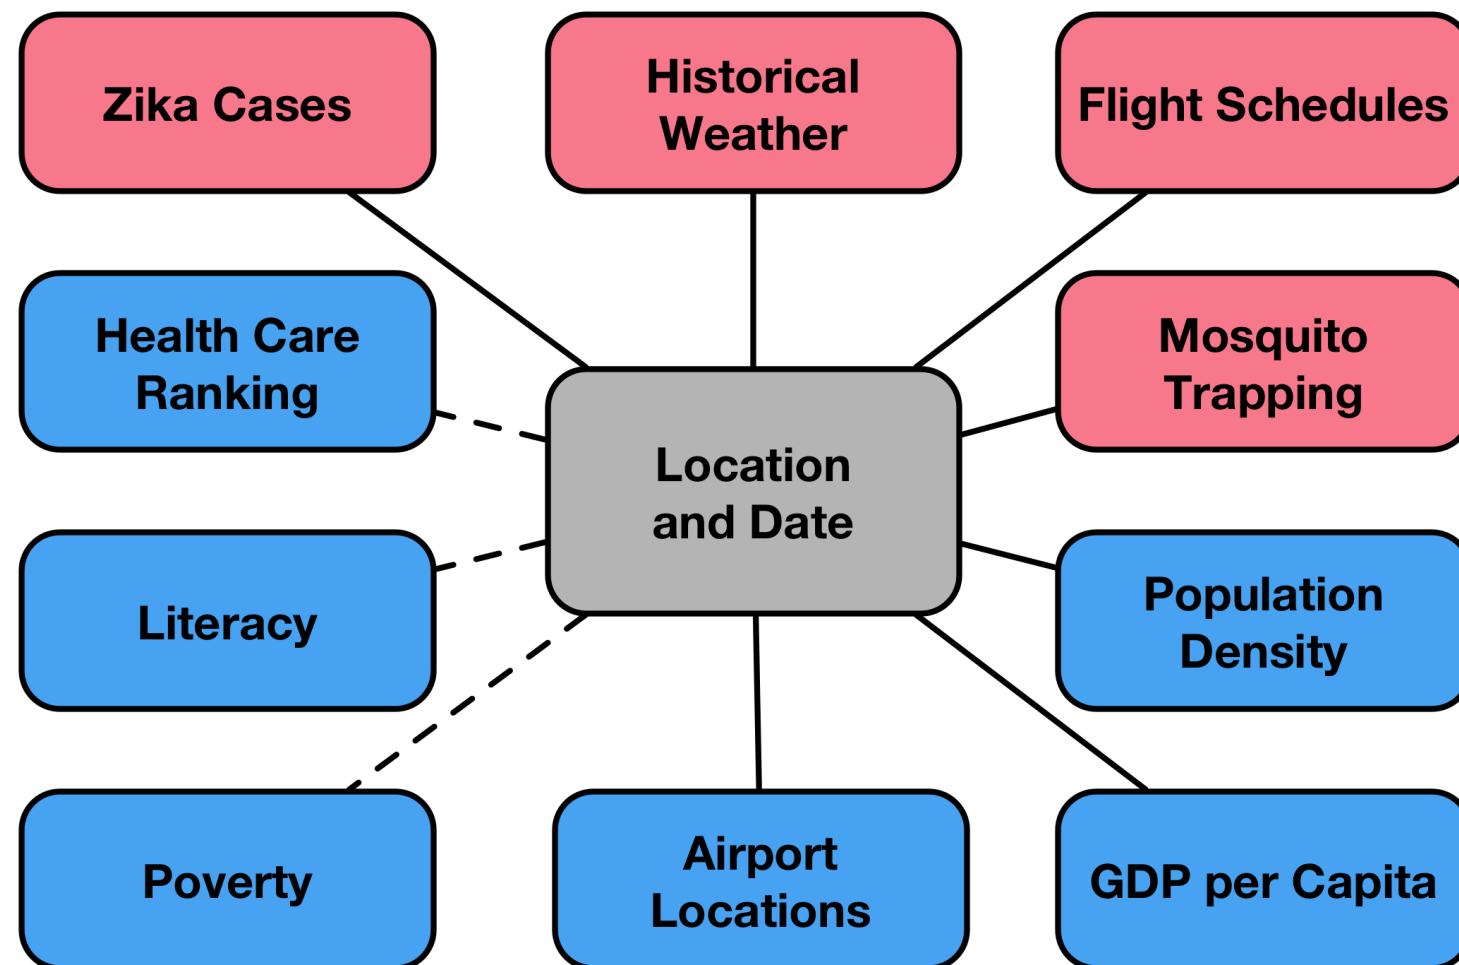 Zika Cases
Historical
Weather
Flight Schedules
Health Care
Ranking
Mosquito
Trapping
Location
and Date
Literacy
Population
Density
Poverty
Airport
Locations
GDP per Capita